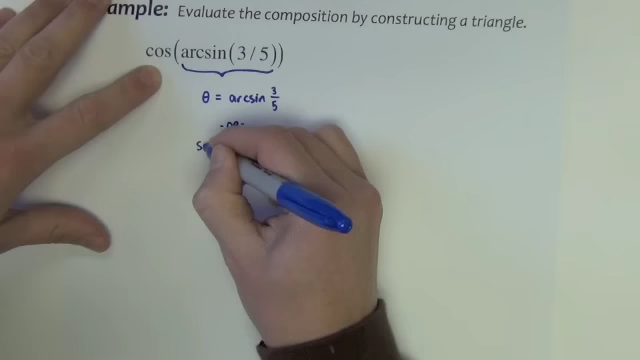 ample: Evaluate the composition by constructing a triangle.
cos(arcsin(3/5))
θ = arcsin 3/5